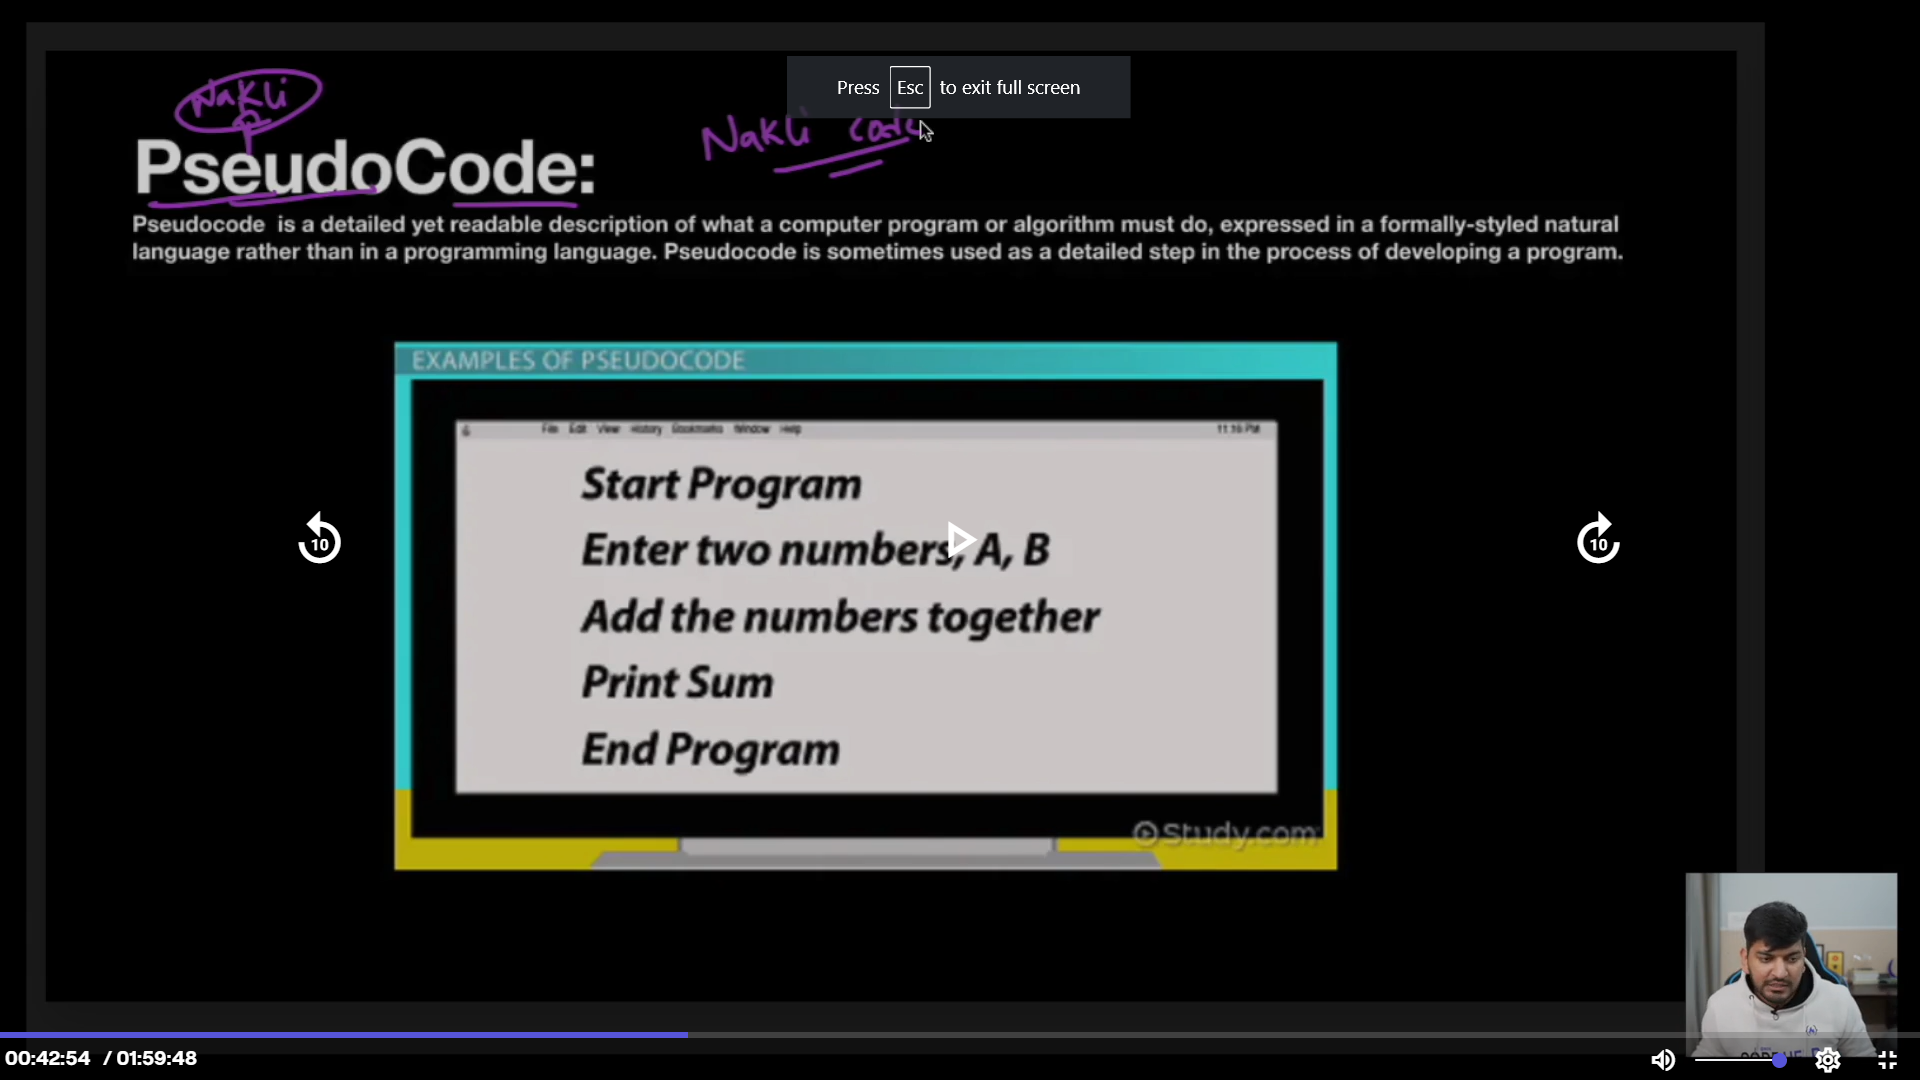 Press Esc to exit full screen
Nakli
Nakli code
PseudoCode:
Pseudocode is a detailed yet readable description of what a computer program or algorithm must do, expressed in a formally-styled natural
language rather than in a programming language. Pseudocode is sometimes used as a detailed step in the process of developing a program.
EXAMPLES OF PSEUDOCODE
File Edit View History Bookmarks Window Help 11:16 PM
Start Program
Enter two numbers, A, B
Add the numbers together
Print Sum
End Program
Study.com
10
10
00:42:54 / 01:59:48